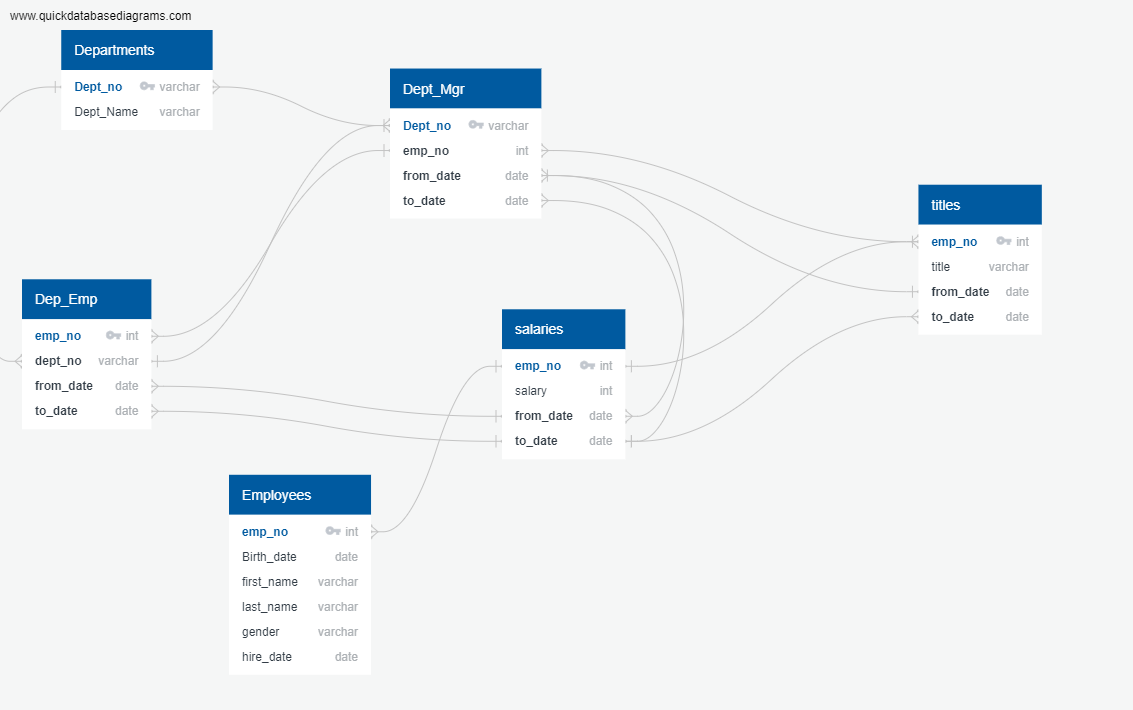 www.quickdatabasediagrams.com
Departments
Dept_no varchar
Dept_Name varchar
Dept_Mgr
Dept_no varchar
emp_no int
from_date date
to_date date
titles
emp_no int
title varchar
from_date date
to_date date
Dep_Emp
emp_no int
dept_no varchar
from_date date
to_date date
salaries
emp_no int
salary int
from_date date
to_date date
Employees
emp_no int
Birth_date date
first_name varchar
last_name varchar
gender varchar
hire_date date